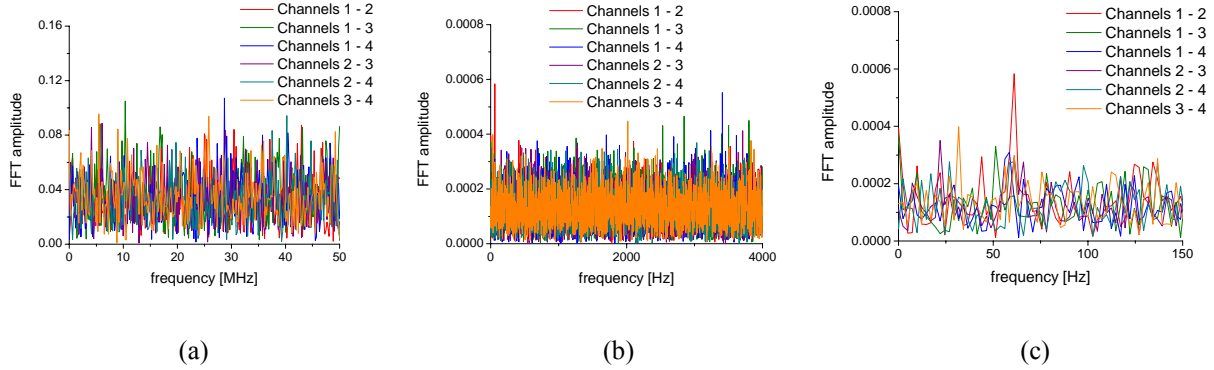 Channels 1 - 2
Channels 1 - 3
Channels 1 - 4
Channels 2 - 3
Channels 2 - 4
Channels 3 - 4
0.16
0.12
0.08
0.04
0.00
FFT amplitude
0
10
20
30
40
50
frequency [MHz]
(a)
Channels 1 - 2
Channels 1 - 3
Channels 1 - 4
Channels 2 - 3
Channels 2 - 4
Channels 3 - 4
0.0008
0.0006
0.0004
0.0002
0.0000
FFT amplitude
0
2000
4000
frequency [Hz]
(b)
Channels 1 - 2
Channels 1 - 3
Channels 1 - 4
Channels 2 - 3
Channels 2 - 4
Channels 3 - 4
0.0008
0.0006
0.0004
0.0002
0.0000
FFT amplitude
0
50
100
150
frequency [Hz]
(c)